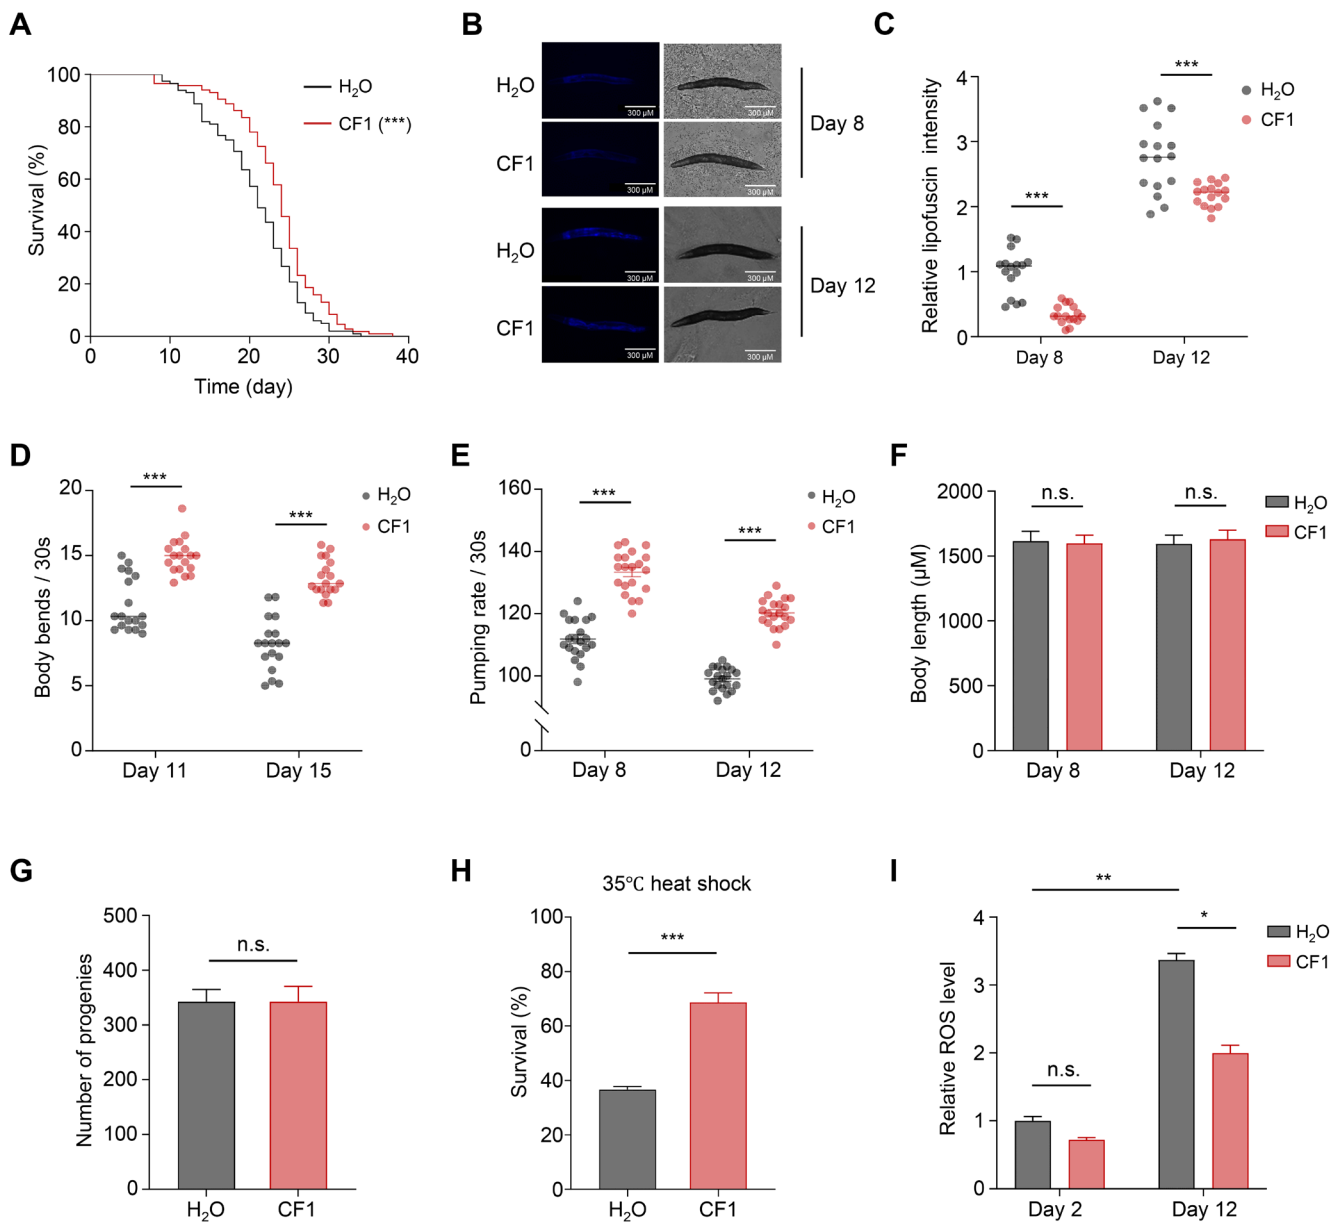 A
Survival (%)
100
80
60
40
20
0
0 10 20 30 40
Time (day)
H₂O
CF1 (***)
B
H₂O
300 µM
300 µM
CF1
300 µM
300 µM
Day 8
H₂O
300 µM
300 µM
CF1
300 µM
300 µM
Day 12
C
Relative lipofuscin intensity
4
3
2
1
0
***
***
H₂O
CF1
Day 8 Day 12
D
Body bends / 30s
20
15
10
5
0
***
***
H₂O
CF1
Day 11 Day 15
E
Pumping rate / 30s
160
140
120
100
0
***
***
H₂O
CF1
Day 8 Day 12
F
Body length (µM)
2000
1500
1000
500
0
n.s.
n.s.
H₂O
CF1
Day 8 Day 12
G
Number of progenies
500
400
300
200
100
0
n.s.
H₂O CF1
H
35℃ heat shock
Survival (%)
100
80
60
40
20
0
***
H₂O CF1
I
Relative ROS level
4
3
2
1
0
**
*
n.s.
H₂O
CF1
Day 2 Day 12